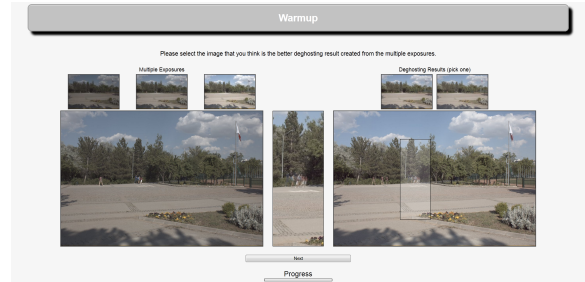 Warmup
Please select the image that you think is the better deghosting result created from the multiple exposures.
Multiple Exposures
Deghosting Results (pick one)
Next
Progress